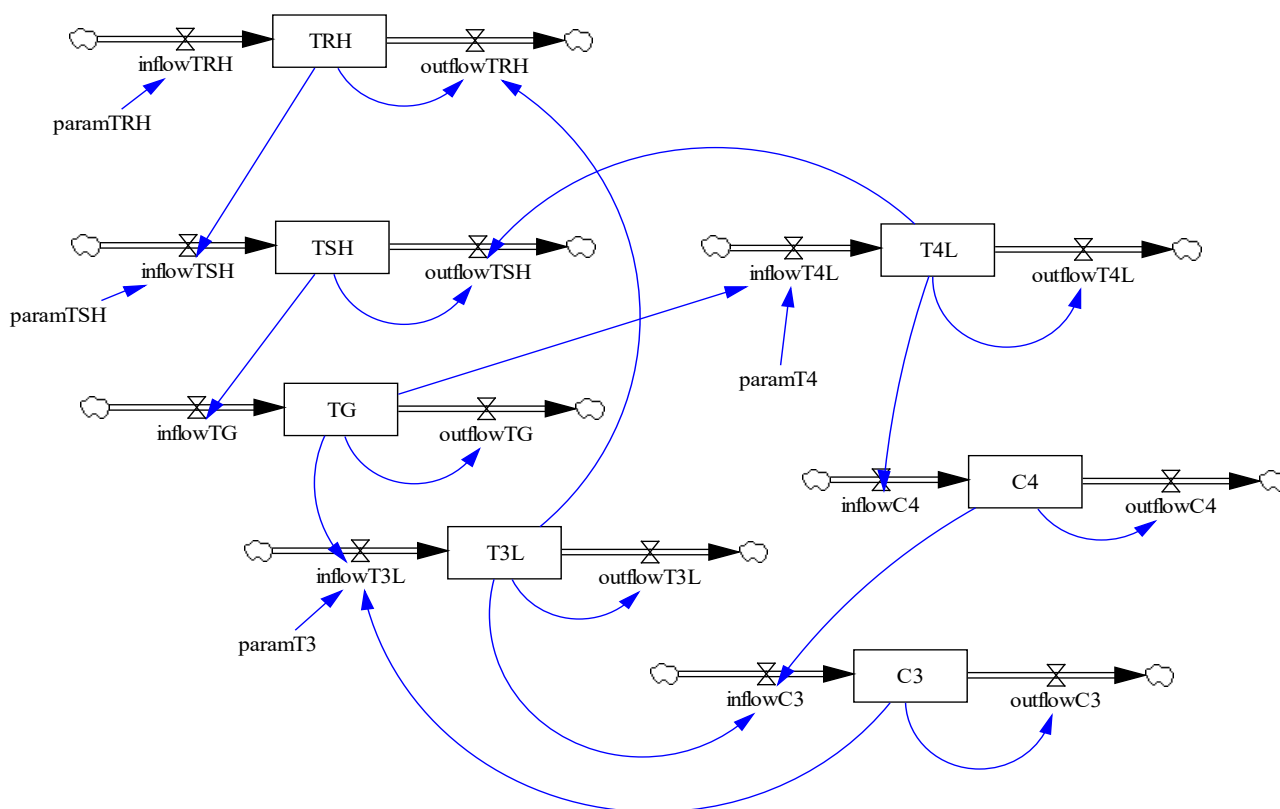 TRH
inflowTRH
outflowTRH
paramTRH
TSH
inflowTSH
outflowTSH
paramTSH
T4L
inflowT4L
outflowT4L
paramT4
TG
inflowTG
outflowTG
C4
inflowC4
outflowC4
T3L
inflowT3L
outflowT3L
paramT3
C3
inflowC3
outflowC3